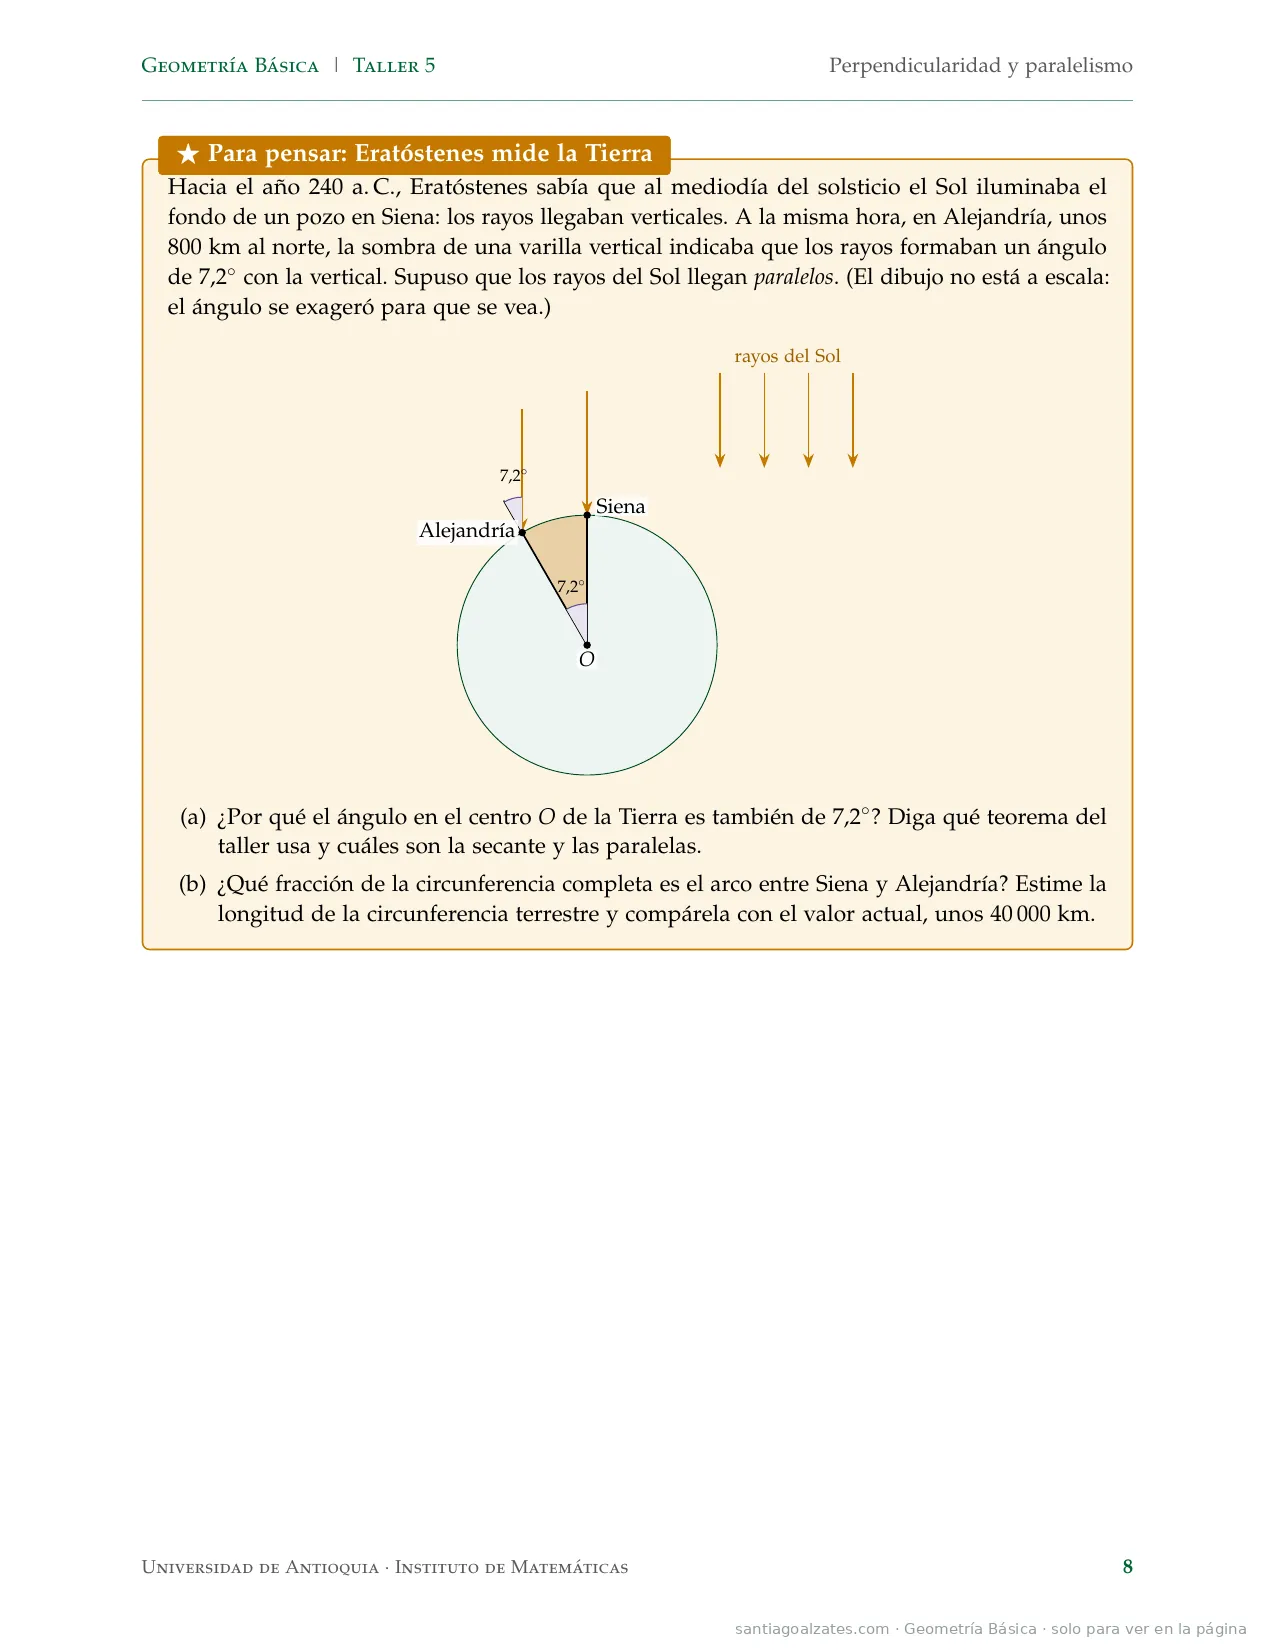 Geometría Básica | Taller 5
Perpendicularidad y paralelismo
★ Para pensar: Eratóstenes mide la Tierra
Hacia el año 240 a. C., Eratóstenes sabía que al mediodía del solsticio el Sol iluminaba el
fondo de un pozo en Siena: los rayos llegaban verticales. A la misma hora, en Alejandría, unos
800 km al norte, la sombra de una varilla vertical indicaba que los rayos formaban un ángulo
de 7,2° con la vertical. Supuso que los rayos del Sol llegan paralelos. (El dibujo no está a escala:
el ángulo se exageró para que se vea.)
rayos del Sol
7,2°
Siena
Alejandría
7,2°
O
(a) ¿Por qué el ángulo en el centro O de la Tierra es también de 7,2°? Diga qué teorema del
taller usa y cuáles son la secante y las paralelas.
(b) ¿Qué fracción de la circunferencia completa es el arco entre Siena y Alejandría? Estime la
longitud de la circunferencia terrestre y compárela con el valor actual, unos 40 000 km.
Universidad de Antioquia · Instituto de Matemáticas
8
santiagoalzates.com · Geometría Básica · solo para ver en la página